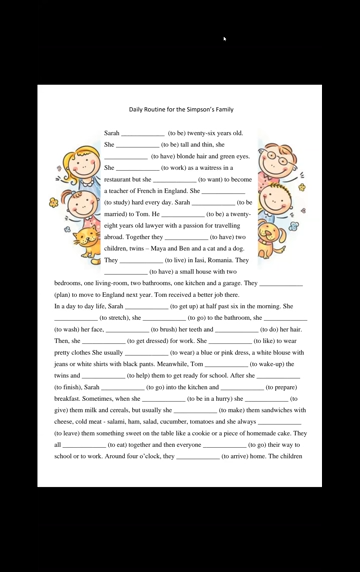 Daily Routine for the Simpson's Family
Sarah _____________ (to be) twenty-six years old.
She _____________ (to be) tall and thin, she
_____________ (to have) blonde hair and green eyes.
She _____________ (to work) as a waitress in a
restaurant but she _____________ (to want) to become
a teacher of French in England. She _____________
(to study) hard every day. Sarah _____________ (to be
married) to Tom. He _____________ (to be) a twenty-
eight years old lawyer with a passion for travelling
abroad. Together they _____________ (to have) two
children, twins – Maya and Ben and a cat and a dog.
They _____________ (to live) in Iasi, Romania. They
_____________ (to have) a small house with two
bedrooms, one living-room, two bathrooms, one kitchen and a garage. They _____________
(plan) to move to England next year. Tom received a better job there.
In a day to day life, Sarah _____________ (to get up) at half past six in the morning. She
_____________ (to stretch), she _____________ (to go) to the bathroom, she _____________
(to wash) her face, _____________ (to brush) her teeth and _____________ (to do) her hair.
Then, she _____________ (to get dressed) for work. She _____________ (to like) to wear
pretty clothes She usually _____________ (to wear) a blue or pink dress, a white blouse with
jeans or white shirts with black pants. Meanwhile, Tom _____________ (to wake-up) the
twins and _____________ (to help) them to get ready for school. After she _____________
(to finish), Sarah _____________ (to go) into the kitchen and _____________ (to prepare)
breakfast. Sometimes, when she _____________ (to be in a hurry) she _____________ (to
give) them milk and cereals, but usually she _____________ (to make) them sandwiches with
cheese, cold meat - salami, ham, salad, cucumber, tomatoes and she always _____________
(to leave) them something sweet on the table like a cookie or a piece of homemade cake. They
all _____________ (to eat) together and then everyone _____________ (to go) their way to
school or to work. Around four o'clock, they _____________ (to arrive) home. The children